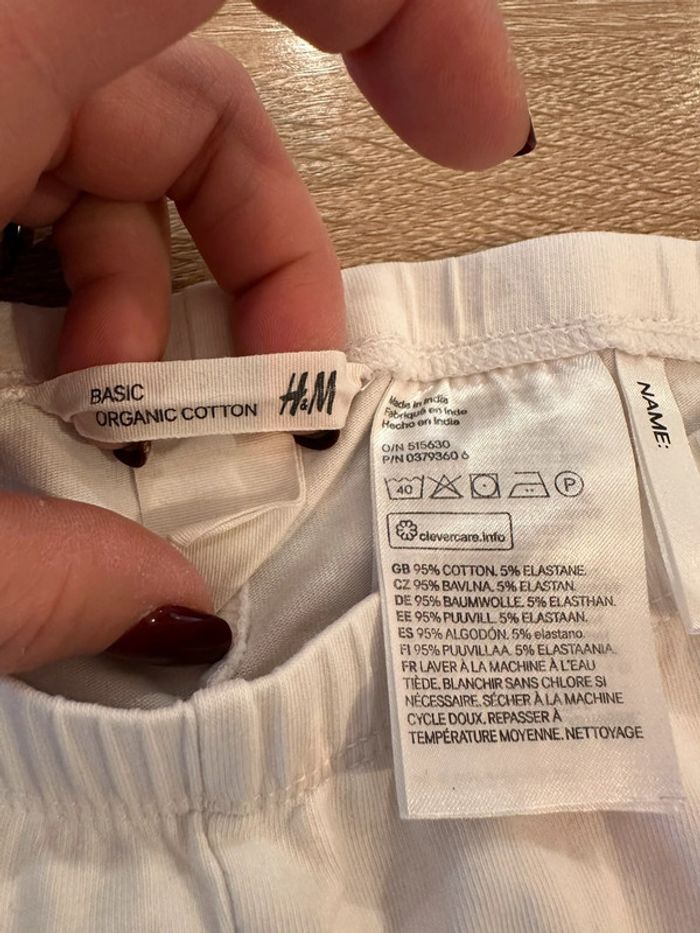 BASIC
ORGANIC COTTON
H&M
Made in India
Fabriqué en Inde
Hecho en India
O/N 515630
P/N 0379360 6
40
P
clevercare.info
GB 95% COTTON. 5% ELASTANE.
CZ 95% BAVLNA. 5% ELASTAN.
DE 95% BAUMWOLLE. 5% ELASTHAN.
EE 95% PUUVILL. 5% ELASTAAN.
ES 95% ALGODÓN. 5% elastano.
FI 95% PUUVILLAA. 5% ELASTAANIA.
FR LAVER À LA MACHINE À L'EAU
TIÈDE. BLANCHIR SANS CHLORE SI
NÉCESSAIRE. SÉCHER À LA MACHINE
CYCLE DOUX. REPASSER À
TEMPÉRATURE MOYENNE. NETTOYAGE
NAME: